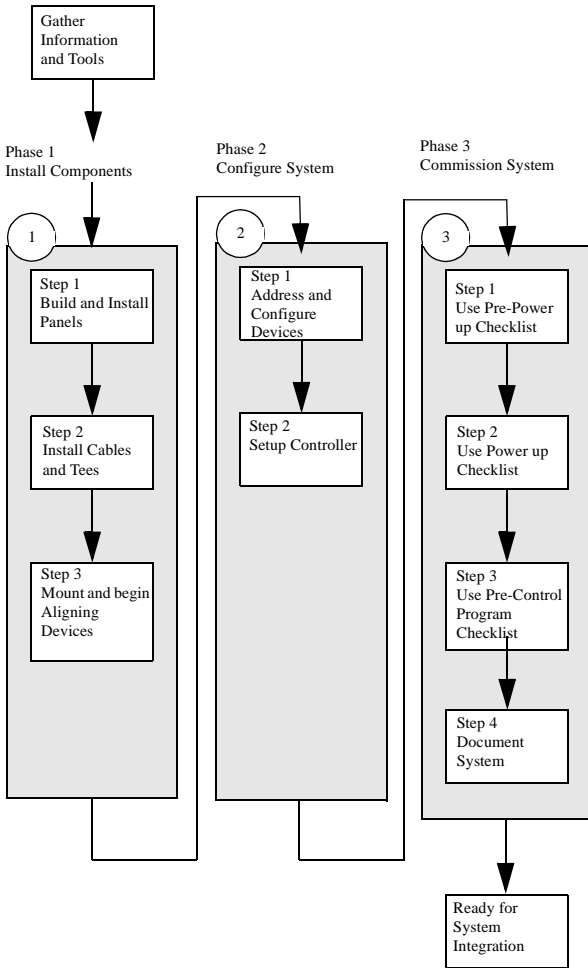 Gather
Information
and Tools
Phase 1
Install Components
1
Step 1
Build and Install
Panels
Step 2
Install Cables
and Tees
Step 3
Mount and begin
Aligning
Devices
Phase 2
Configure System
2
Step 1
Address and
Configure
Devices
Step 2
Setup Controller
Phase 3
Commission System
3
Step 1
Use Pre-Power
up Checklist
Step 2
Use Power up
Checklist
Step 3
Use Pre-Control
Program
Checklist
Step 4
Document
System
Ready for
System
Integration